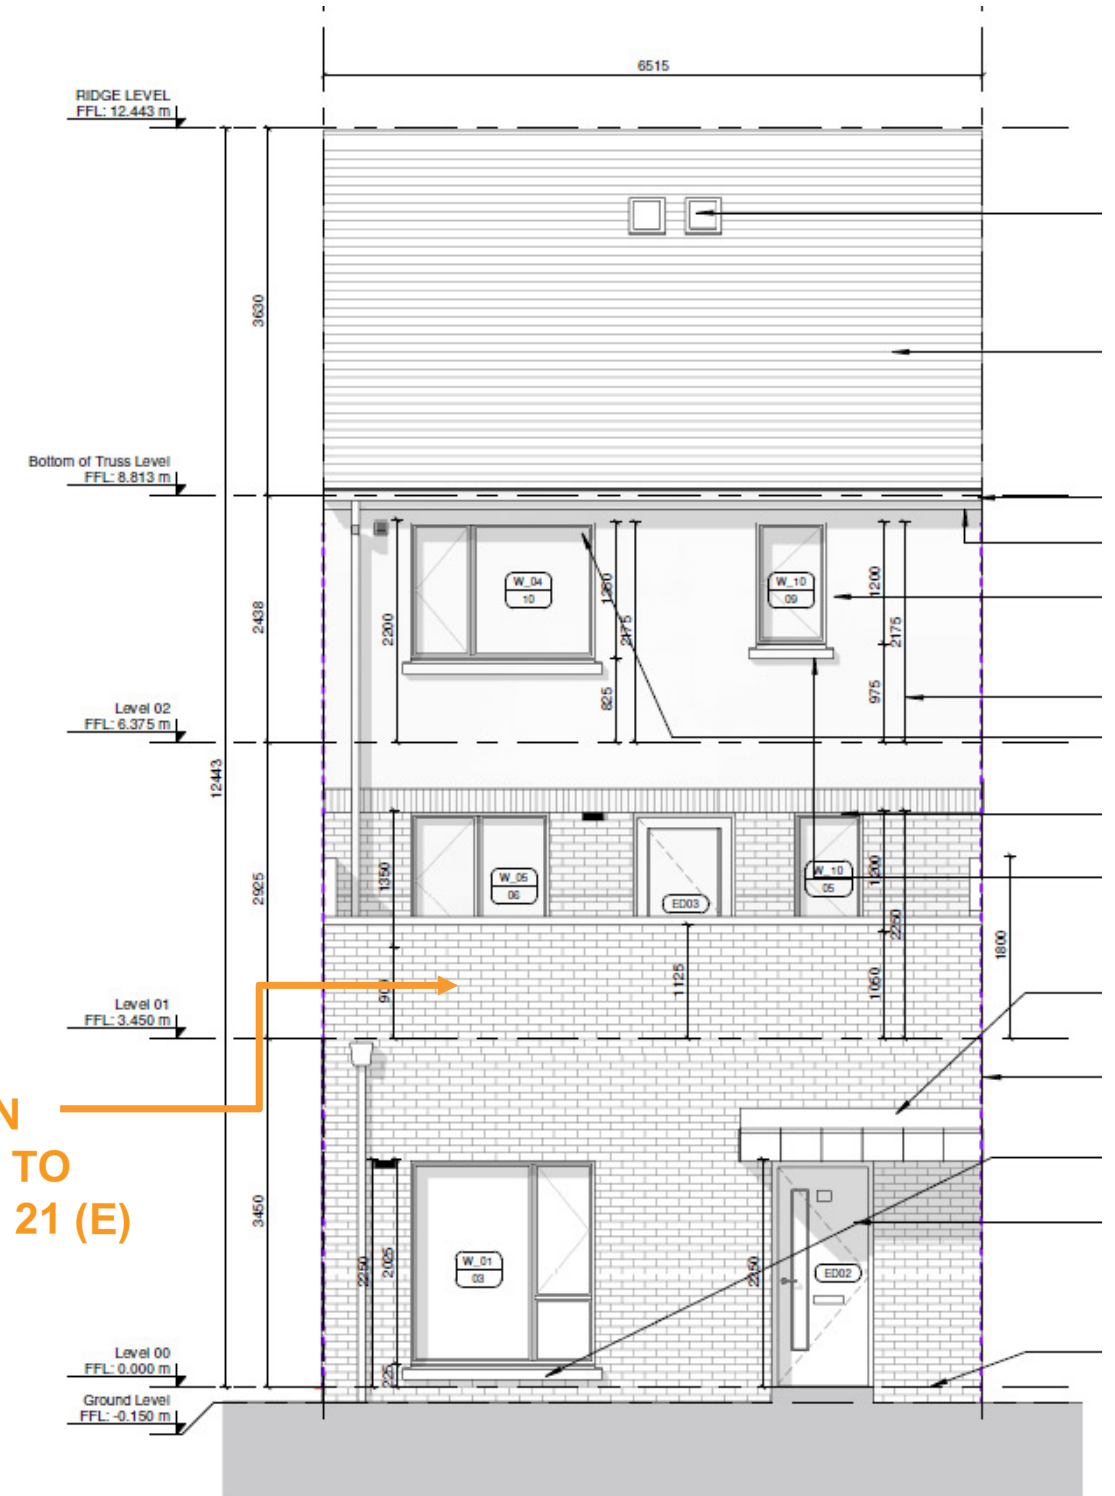 6515
RIDGE LEVEL
FFL: 12.443 m
3630
Bottom of Truss Level
FFL: 8.813 m
W_04
10
W_10
09
1350
2175
1200
2175
2200
2438
825
975
Level 02
FFL: 6.375 m
12443
1350
W_05
06
ED03
W_10
05
1200
2250
2925
1800
900
1125
1050
Level 01
FFL: 3.450 m
N
TO
21 (E)
3450
2250
2025
W_01
03
2250
ED02
225
Level 00
FFL: 0.000 m
Ground Level
FFL: -0.150 m